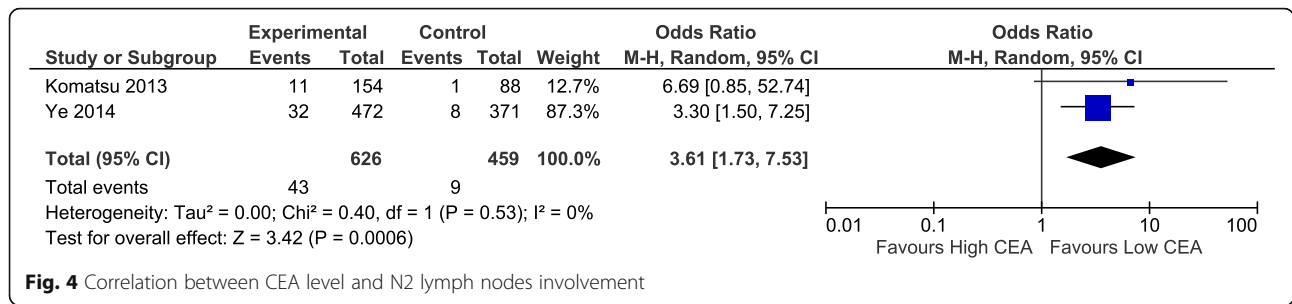 Experimental Control Odds Ratio Odds Ratio
Study or Subgroup Events Total Events Total Weight M-H, Random, 95% CI M-H, Random, 95% CI
Komatsu 2013 11 154 1 88 12.7% 6.69 [0.85, 52.74]
Ye 2014 32 472 8 371 87.3% 3.30 [1.50, 7.25]
Total (95% CI) 626 459 100.0% 3.61 [1.73, 7.53]
Total events 43 9
Heterogeneity: Tau² = 0.00; Chi² = 0.40, df = 1 (P = 0.53); I² = 0%
Test for overall effect: Z = 3.42 (P = 0.0006)
0.01 0.1 1 10 100
Favours High CEA Favours Low CEA
Fig. 4 Correlation between CEA level and N2 lymph nodes involvement